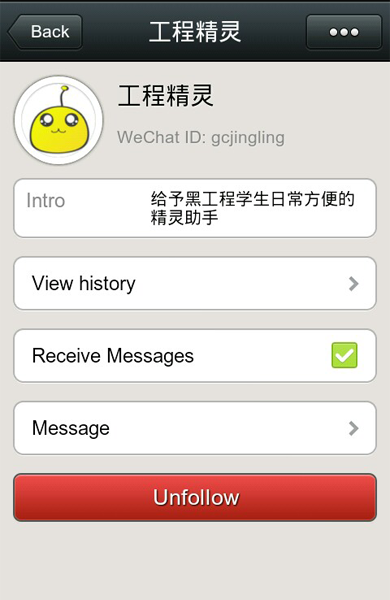 Back
工程精灵
工程精灵
WeChat ID: gcjingling
Intro
给予黑工程学生日常方便的
精灵助手
View history
Receive Messages
Message
Unfollow